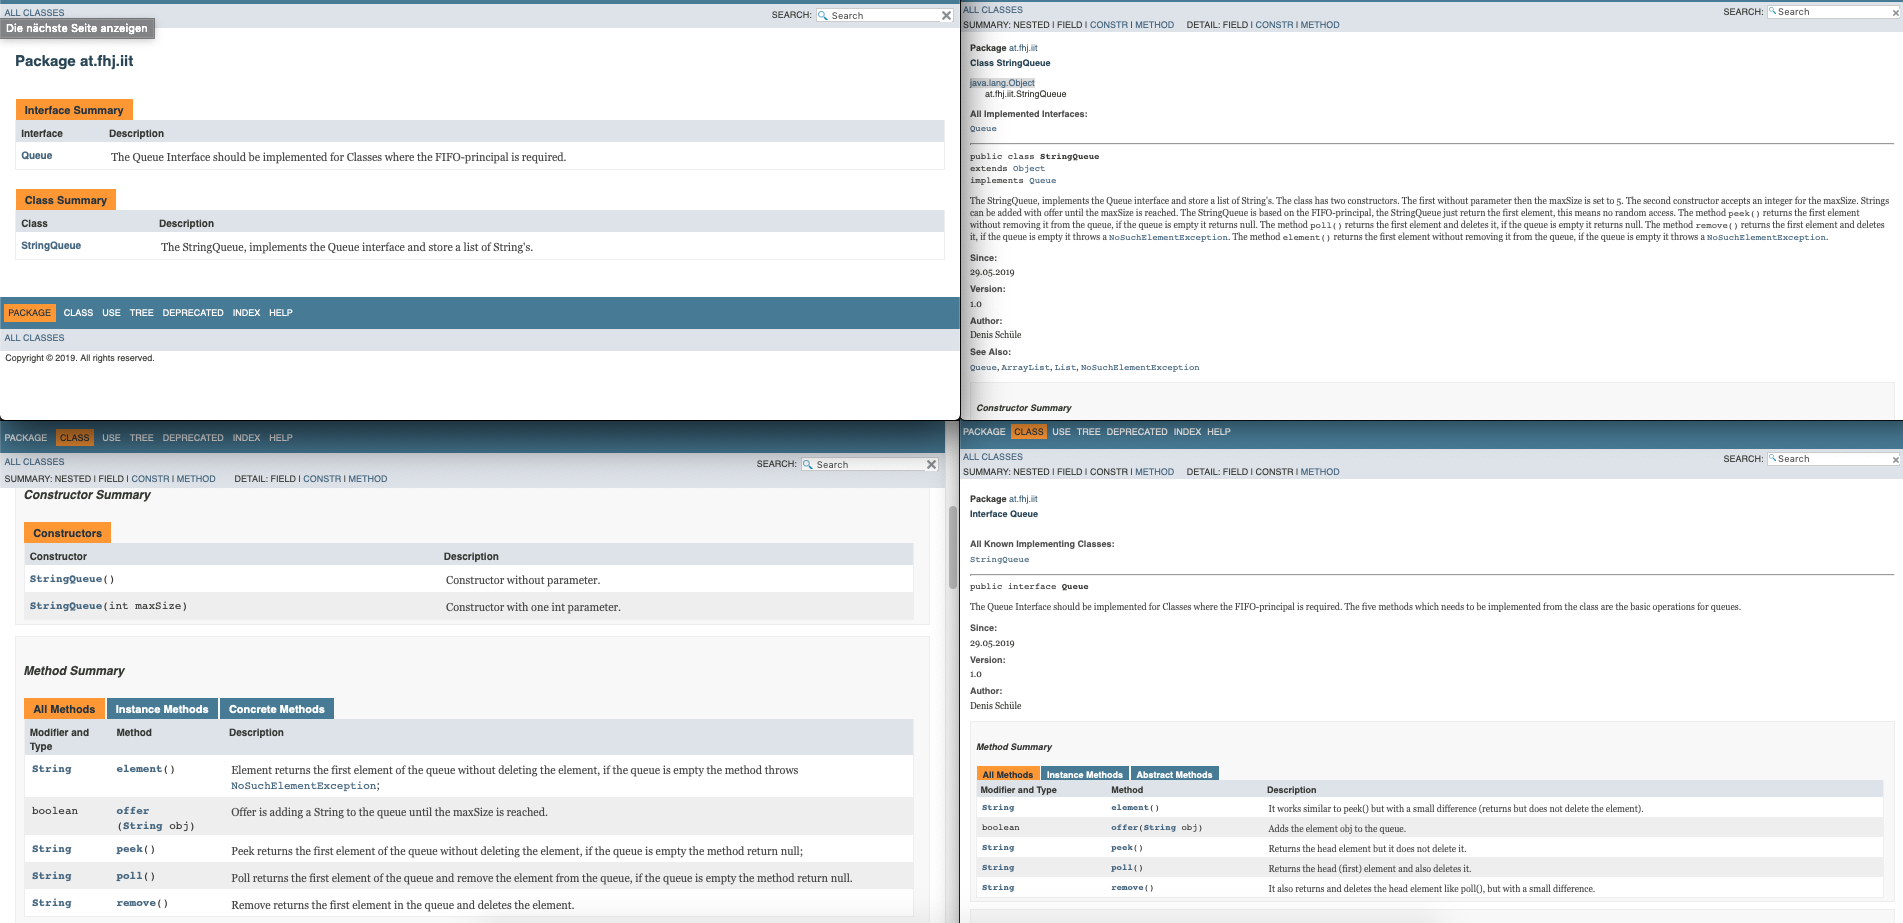 ALL CLASSES
SEARCH: Search
Die nächste Seite anzeigen
Package at.fhj.iit
Interface Summary
Interface Description
Queue The Queue Interface should be implemented for Classes where the FIFO-principal is required.
Class Summary
Class Description
StringQueue The StringQueue, implements the Queue interface and store a list of String's.
PACKAGE CLASS USE TREE DEPRECATED INDEX HELP
ALL CLASSES
Copyright © 2019. All rights reserved.
ALL CLASSES
SEARCH: Search
SUMMARY: NESTED | FIELD | CONSTR | METHOD DETAIL: FIELD | CONSTR | METHOD
Package at.fhj.iit
Class StringQueue
java.lang.Object
at.fhj.iit.StringQueue
All Implemented Interfaces:
Queue
public class StringQueue
extends Object
implements Queue
The StringQueue, implements the Queue interface and store a list of String's. The class has two constructors. The first without parameter then the maxSize is set to 5. The second constructor accepts an integer for the maxSize. Strings
can be added with offer until the maxSize is reached. The StringQueue is based on the FIFO-principal, the StringQueue just return the first element, this means no random access. The method peek() returns the first element
without removing it from the queue, if the queue is empty it returns null. The method poll() returns the first element and deletes it, if the queue is empty it returns null. The method remove() returns the first element and deletes
it, if the queue is empty it throws a NoSuchElementException. The method element() returns the first element without removing it from the queue, if the queue is empty it throws a NoSuchElementException.
Since:
29.05.2019
Version:
1.0
Author:
Denis Schüle
See Also:
Queue, ArrayList, List, NoSuchElementException
Constructor Summary
PACKAGE CLASS USE TREE DEPRECATED INDEX HELP
ALL CLASSES
SEARCH: Search
SUMMARY: NESTED | FIELD | CONSTR | METHOD DETAIL: FIELD | CONSTR | METHOD
Constructor Summary
Constructors
Constructor Description
StringQueue() Constructor without parameter.
StringQueue(int maxSize) Constructor with one int parameter.
Method Summary
All Methods Instance Methods Concrete Methods
Modifier and Method Description
Type
String element() Element returns the first element of the queue without deleting the element, if the queue is empty the method throws
NoSuchElementException;
boolean offer Offer is adding a String to the queue until the maxSize is reached.
(String obj)
String peek() Peek returns the first element of the queue without deleting the element, if the queue is empty the method return null;
String poll() Poll returns the first element of the queue and remove the element from the queue, if the queue is empty the method return null.
String remove() Remove returns the first element in the queue and deletes the element.
PACKAGE CLASS USE TREE DEPRECATED INDEX HELP
ALL CLASSES
SEARCH: Search
SUMMARY: NESTED | FIELD | CONSTR | METHOD DETAIL: FIELD | CONSTR | METHOD
Package at.fhj.iit
Interface Queue
All Known Implementing Classes:
StringQueue
public interface Queue
The Queue Interface should be implemented for Classes where the FIFO-principal is required. The five methods which needs to be implemented from the class are the basic operations for queues.
Since:
29.05.2019
Version:
1.0
Author:
Denis Schüle
Method Summary
All Methods Instance Methods Abstract Methods
Modifier and Type Method Description
String element() It works similar to peek() but with a small difference (returns but does not delete the element).
boolean offer(String obj) Adds the element obj to the queue.
String peek() Returns the head element but it does not delete it.
String poll() Returns the head (first) element and also deletes it.
String remove() It also returns and deletes the head element like poll(), but with a small difference.